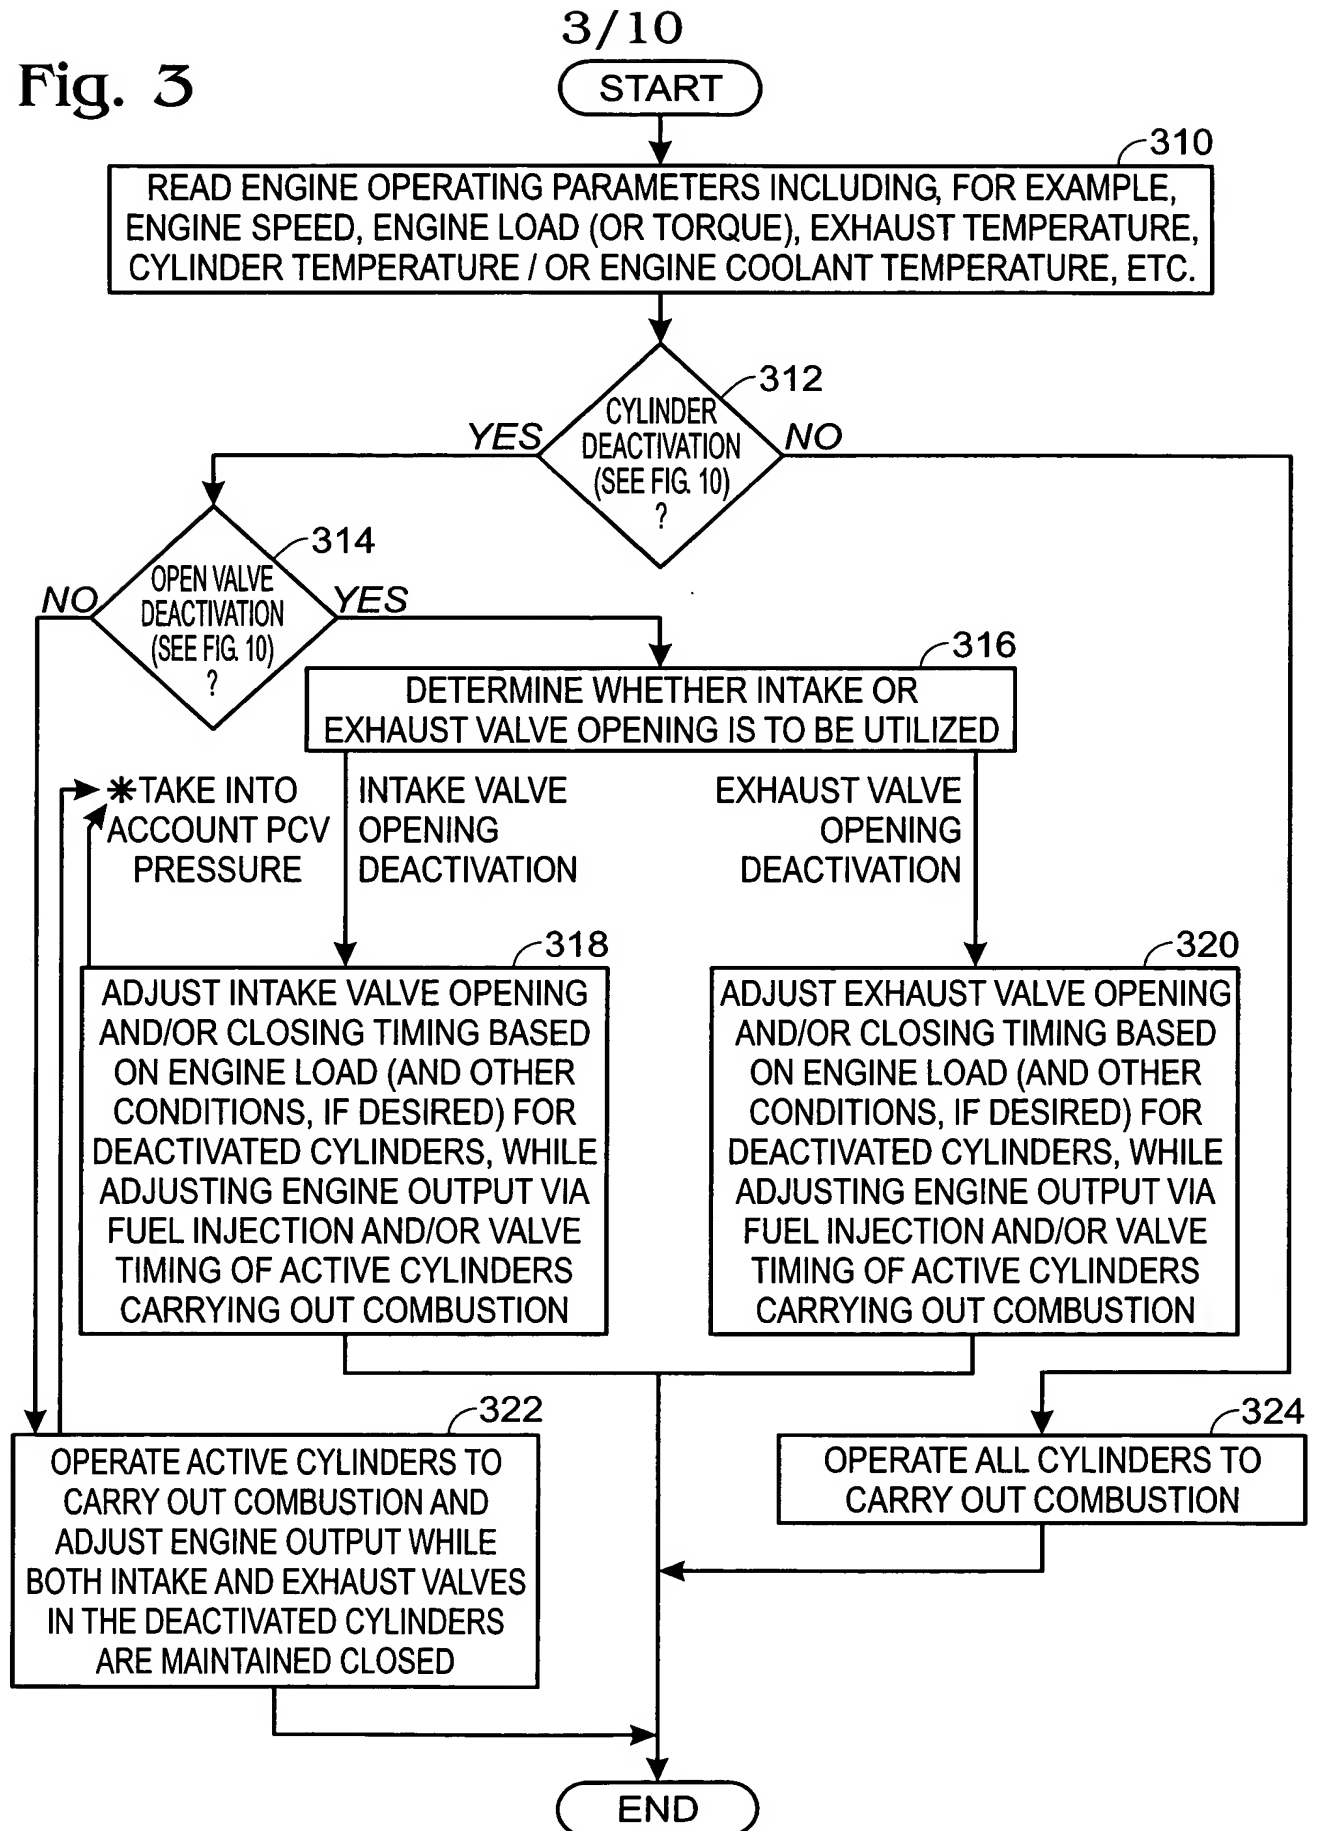 3/10
Fig. 3
START
310
READ ENGINE OPERATING PARAMETERS INCLUDING, FOR EXAMPLE,
ENGINE SPEED, ENGINE LOAD (OR TORQUE), EXHAUST TEMPERATURE,
CYLINDER TEMPERATURE / OR ENGINE COOLANT TEMPERATURE, ETC.
312
CYLINDER
DEACTIVATION
(SEE FIG. 10)
?
YES
NO
314
OPEN VALVE
DEACTIVATION
(SEE FIG. 10)
?
NO
YES
316
DETERMINE WHETHER INTAKE OR
EXHAUST VALVE OPENING IS TO BE UTILIZED
*TAKE INTO
ACCOUNT PCV
PRESSURE
INTAKE VALVE
OPENING
DEACTIVATION
EXHAUST VALVE
OPENING
DEACTIVATION
318
ADJUST INTAKE VALVE OPENING
AND/OR CLOSING TIMING BASED
ON ENGINE LOAD (AND OTHER
CONDITIONS, IF DESIRED) FOR
DEACTIVATED CYLINDERS, WHILE
ADJUSTING ENGINE OUTPUT VIA
FUEL INJECTION AND/OR VALVE
TIMING OF ACTIVE CYLINDERS
CARRYING OUT COMBUSTION
320
ADJUST EXHAUST VALVE OPENING
AND/OR CLOSING TIMING BASED
ON ENGINE LOAD (AND OTHER
CONDITIONS, IF DESIRED) FOR
DEACTIVATED CYLINDERS, WHILE
ADJUSTING ENGINE OUTPUT VIA
FUEL INJECTION AND/OR VALVE
TIMING OF ACTIVE CYLINDERS
CARRYING OUT COMBUSTION
322
OPERATE ACTIVE CYLINDERS TO
CARRY OUT COMBUSTION AND
ADJUST ENGINE OUTPUT WHILE
BOTH INTAKE AND EXHAUST VALVES
IN THE DEACTIVATED CYLINDERS
ARE MAINTAINED CLOSED
324
OPERATE ALL CYLINDERS TO
CARRY OUT COMBUSTION
END